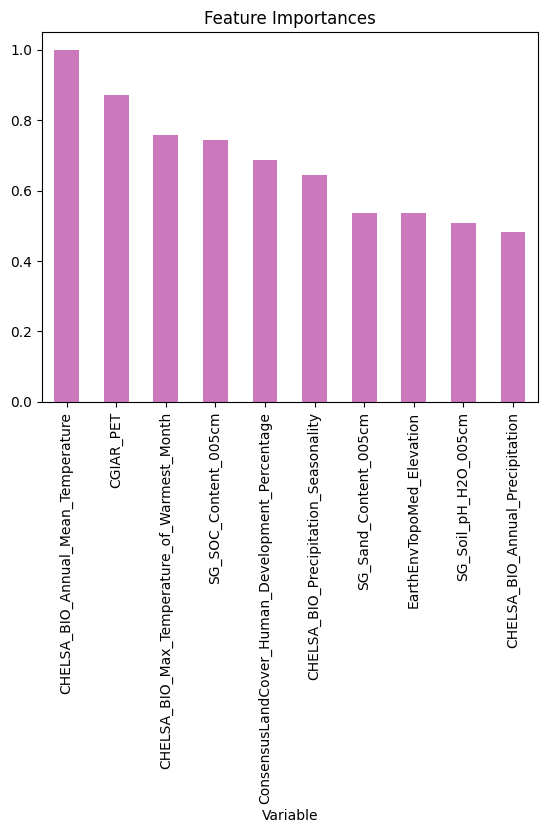 Feature Importances
1.0
0.8
0.6
0.4
0.2
0.0
CHELSA_BIO_Annual_Mean_Temperature
CGIAR_PET
CHELSA_BIO_Max_Temperature_of_Warmest_Month
SG_SOC_Content_005cm
ConsensusLandCover_Human_Development_Percentage
CHELSA_BIO_Precipitation_Seasonality
SG_Sand_Content_005cm
EarthEnvTopoMed_Elevation
SG_Soil_pH_H2O_005cm
CHELSA_BIO_Annual_Precipitation
Variable